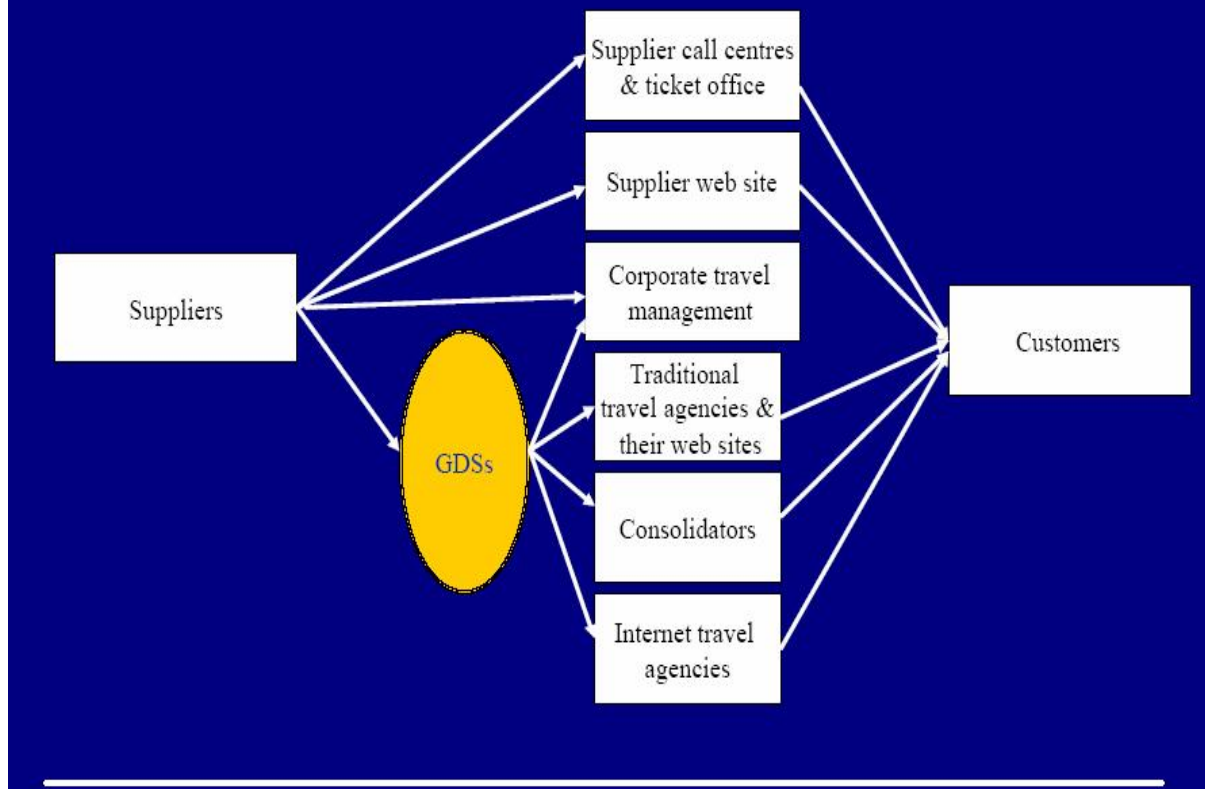 Supplier call centres
& ticket office
Supplier web site
Corporate travel
management
Suppliers
Customers
Traditional
travel agencies &
their web sites
GDSs
Consolidators
Internet travel
agencies